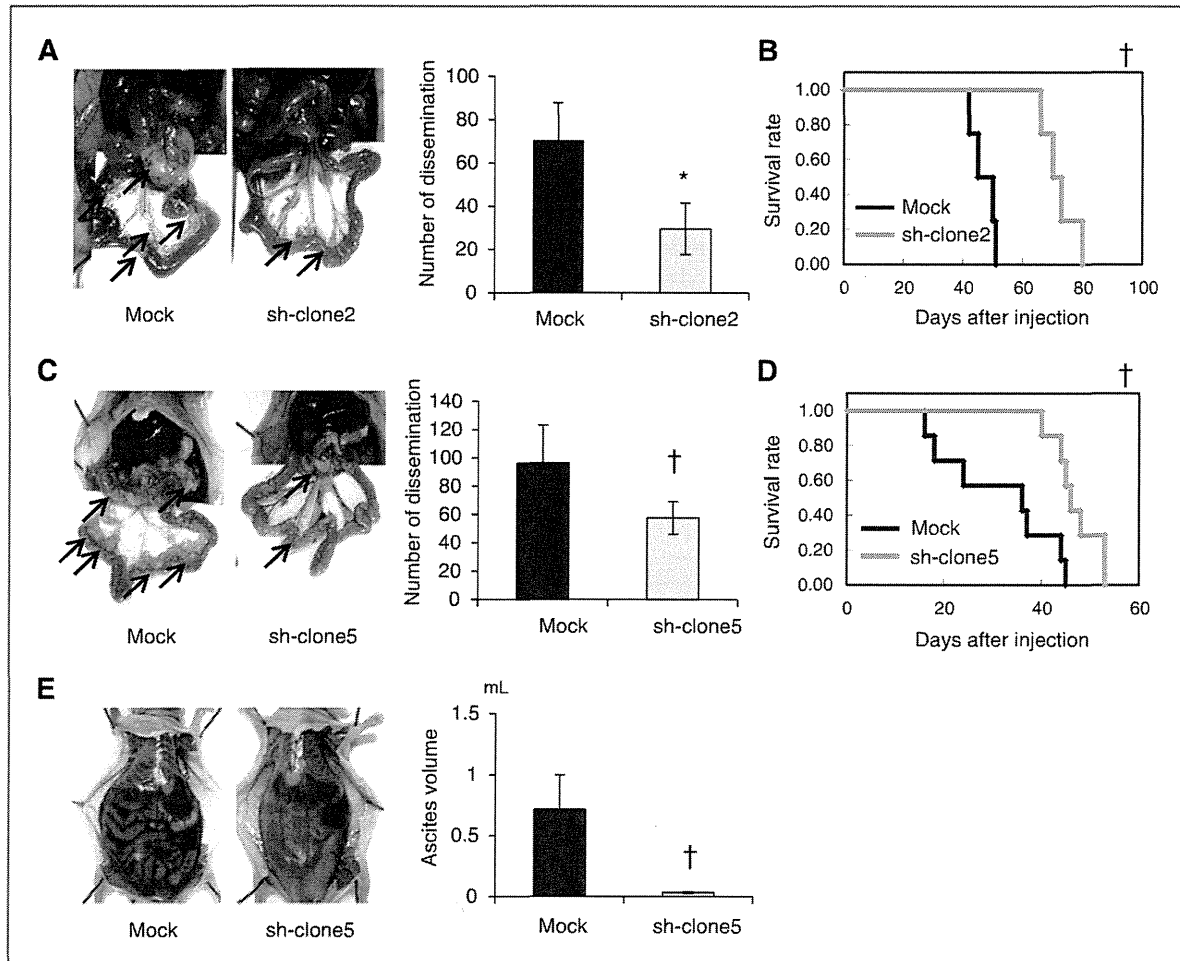 A
Mock
sh-clone2
Number of dissemination
100
80
60
40
20
0
*
Mock
sh-clone2
B
†
Survival rate
1.00
0.80
0.60
0.40
0.20
0.00
Mock
sh-clone2
0 20 40 60 80 100
Days after injection
C
Mock
sh-clone5
Number of dissemination
140
120
100
80
60
40
20
0
†
Mock
sh-clone5
D
†
Survival rate
1.00
0.80
0.60
0.40
0.20
0.00
Mock
sh-clone5
0 20 40 60
Days after injection
E
Mock
sh-clone5
mL
Ascites volume
1.5
1
0.5
0
†
Mock
sh-clone5